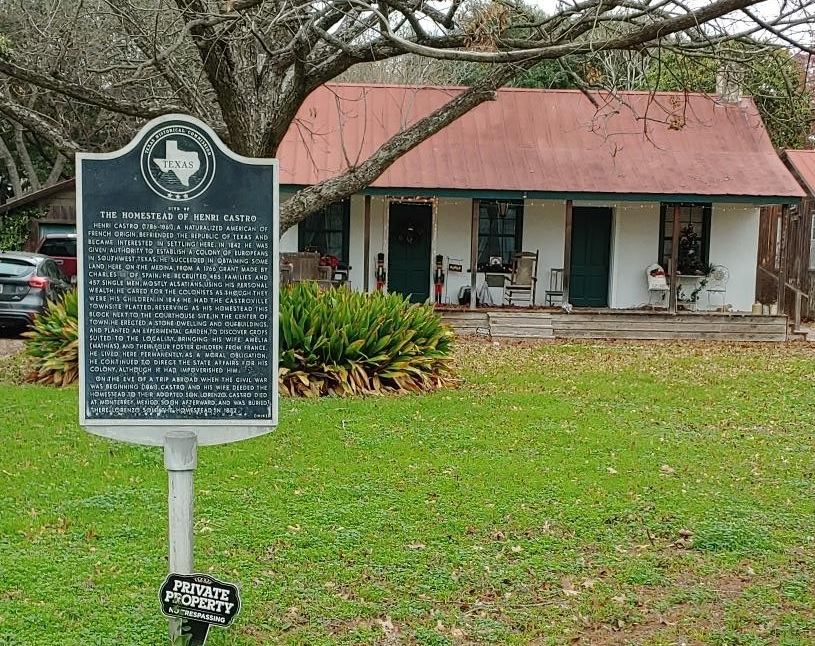 TEXAS HISTORICAL COMMISSION
TEXAS
SITE OF
THE HOMESTEAD OF HENRI CASTRO
HENRI CASTRO (1786-1865), A NATURALIZED AMERICAN
OF FRENCH ORIGIN, BEFRIENDED THE REPUBLIC OF TEXAS AND
BECAME INTERESTED IN SETTLING HERE. IN 1842 HE WAS
GIVEN AUTHORITY TO ESTABLISH A COLONY OF EUROPEANS
IN SOUTHWEST TEXAS. HE SUCCEEDED IN OBTAINING SOME
LAND HERE ON THE MEDINA, FROM A 1766 GRANT MADE BY
CHARLES III OF SPAIN. HE RECRUITED 485 FAMILIES AND
457 SINGLE MEN, MOSTLY ALSATIANS, USING HIS PERSONAL
WEALTH. HE CARED FOR THE COLONISTS AS THOUGH THEY
WERE HIS CHILDREN. IN 1844 HE HAD THE CASTROVILLE
TOWNSITE PLATTED, RESERVING AS HIS HOMESTEAD THIS
BLOCK NEXT TO THE COURTHOUSE SITE IN THE CENTER OF
TOWN. HE ERECTED A STONE DWELLING AND OUTBUILDINGS,
AND PLANTED AN EXPERIMENTAL GARDEN TO DISCOVER CROPS
SUITED TO THE LOCALITY. BRINGING HIS WIFE AMELIA
(MATHIAS) AND THEIR FOUR FOSTER CHILDREN FROM FRANCE,
HE LIVED HERE PERMANENTLY. AS A MORAL OBLIGATION,
HE CONTINUED TO DIRECT THE STATE AFFAIRS FOR HIS
COLONY, ALTHOUGH IT HAD IMPOVERISHED HIM.
ON THE EVE OF A TRIP ABROAD WHEN THE CIVIL WAR
WAS BEGINNING (1861), CASTRO AND HIS WIFE DEEDED THE
HOMESTEAD TO THEIR ADOPTED SON, LORENZO. CASTRO DIED
AT MONTERREY, MEXICO, SOON AFTERWARD, AND WAS BURIED
THERE. LORENZO SOLD THE HOMESTEAD IN 1872.
PRIVATE
PROPERTY
NO TRESPASSING